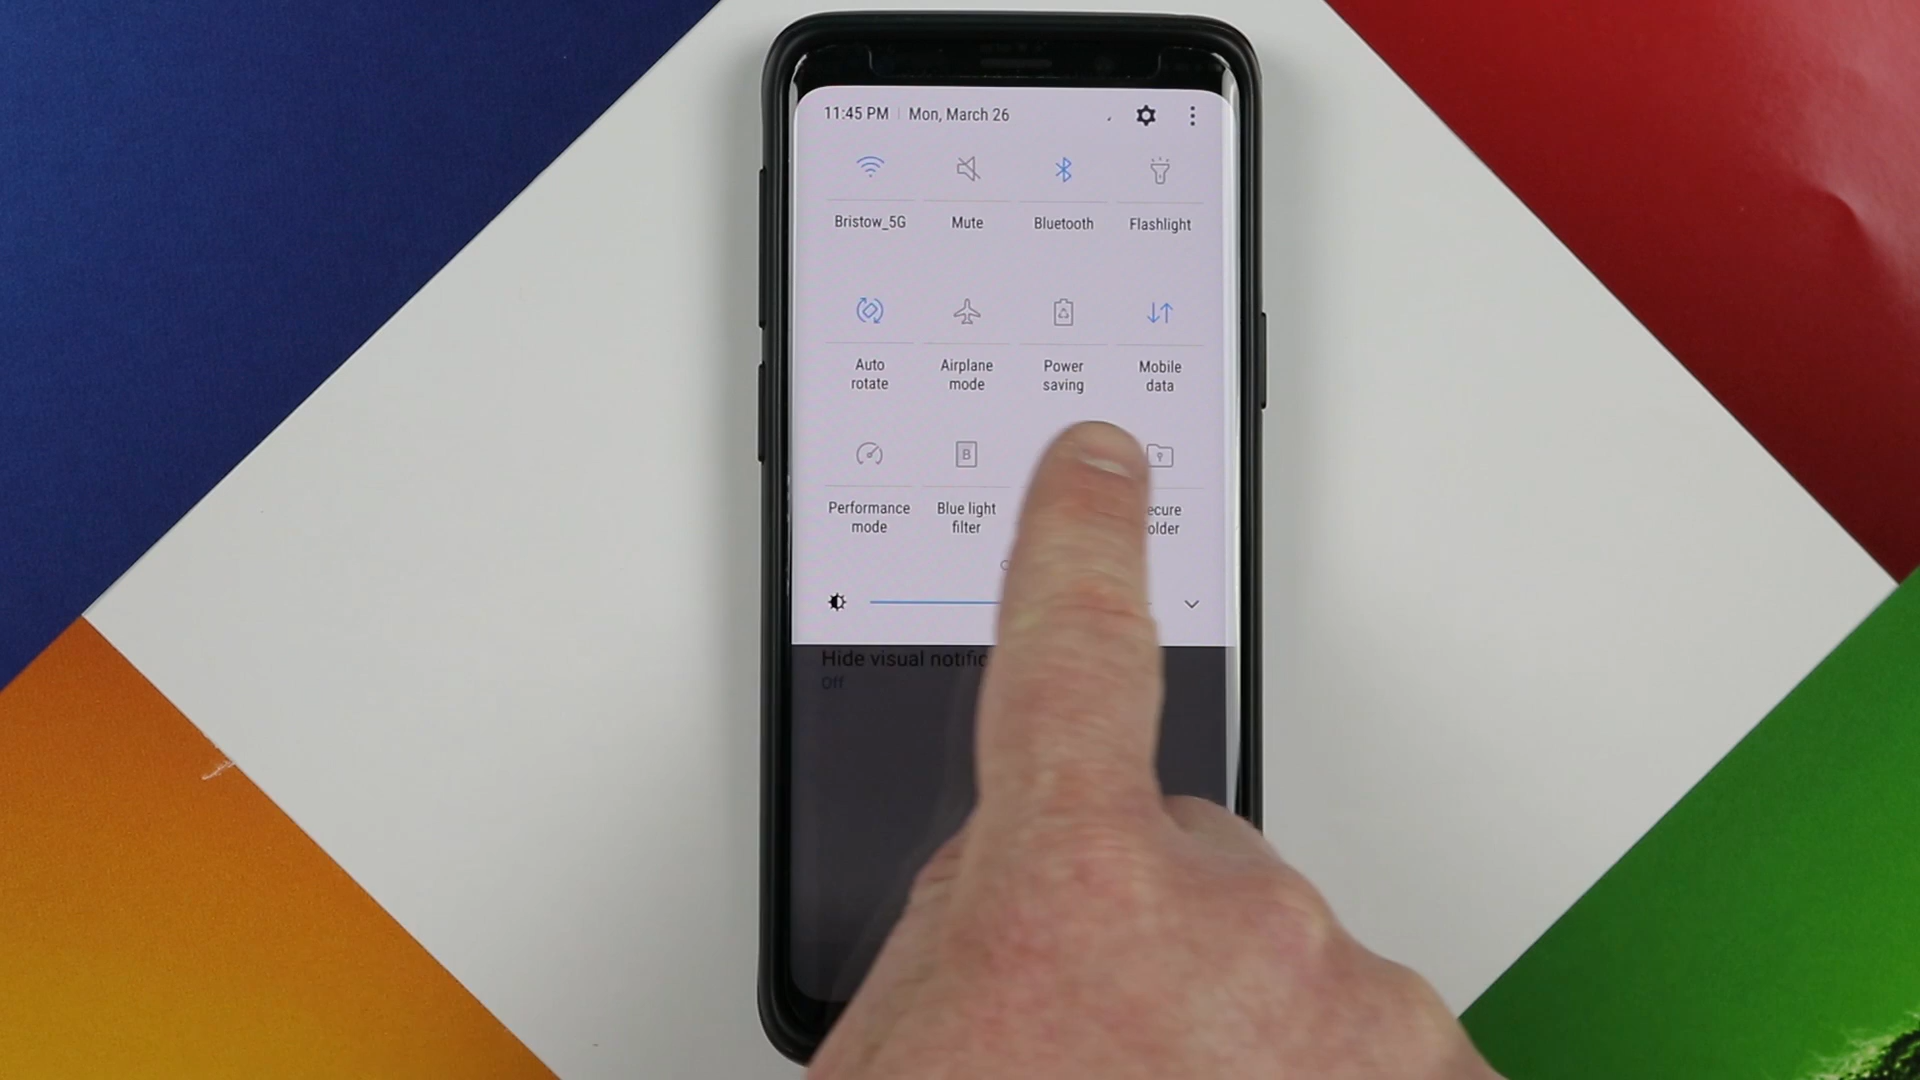 11:45 PM | Mon, March 26
Bristow_5G Mute Bluetooth Flashlight
Auto rotate
Airplane mode
Power saving
Mobile data
B
Performance mode
Blue light filter
ecure older
Hide visual notific
Off